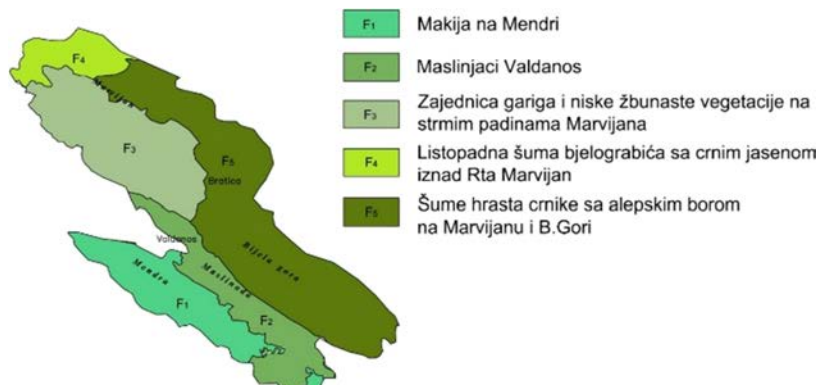 F4
Marvijan
F3
F5
Bratica
Valdanos
Bijela gora
Mendra
Maslinada
F1
F2
F1 Makija na Mendri
F2 Maslinjaci Valdanos
F3 Zajednica gariga i niske žbunaste vegetacije na
strmim padinama Marvijana
F4 Listopadna šuma bjelograbića sa crnim jasenom
iznad Rta Marvijan
F5 Šume hrasta crnike sa alepskim borom
na Marvijanu i B.Gori